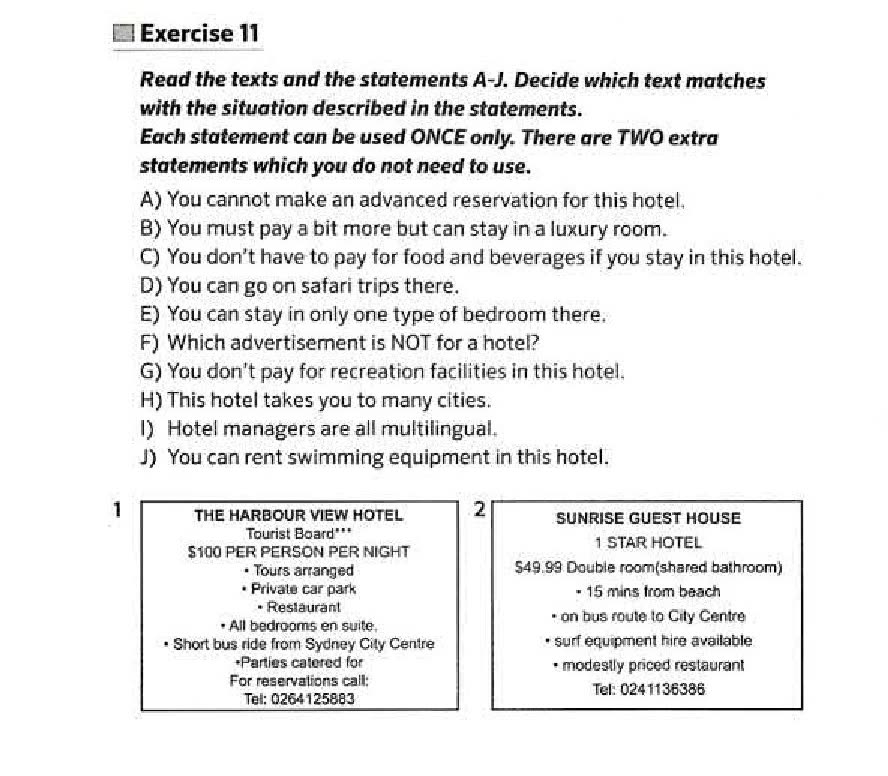 Exercise 11
Read the texts and the statements A-J. Decide which text matches
with the situation described in the statements.
Each statement can be used ONCE only. There are TWO extra
statements which you do not need to use.
A) You cannot make an advanced reservation for this hotel.
B) You must pay a bit more but can stay in a luxury room.
C) You don't have to pay for food and beverages if you stay in this hotel.
D) You can go on safari trips there.
E) You can stay in only one type of bedroom there.
F) Which advertisement is NOT for a hotel?
G) You don't pay for recreation facilities in this hotel.
H) This hotel takes you to many cities.
I) Hotel managers are all multilingual.
J) You can rent swimming equipment in this hotel.
1
THE HARBOUR VIEW HOTEL
Tourist Board***
$100 PER PERSON PER NIGHT
• Tours arranged
• Private car park
• Restaurant
• All bedrooms en suite.
• Short bus ride from Sydney City Centre
•Parties catered for
For reservations call:
Tel: 0264125883
2
SUNRISE GUEST HOUSE
1 STAR HOTEL
$49.99 Double room(shared bathroom)
• 15 mins from beach
• on bus route to City Centre
• surf equipment hire available
• modestly priced restaurant
Tel: 0241136386